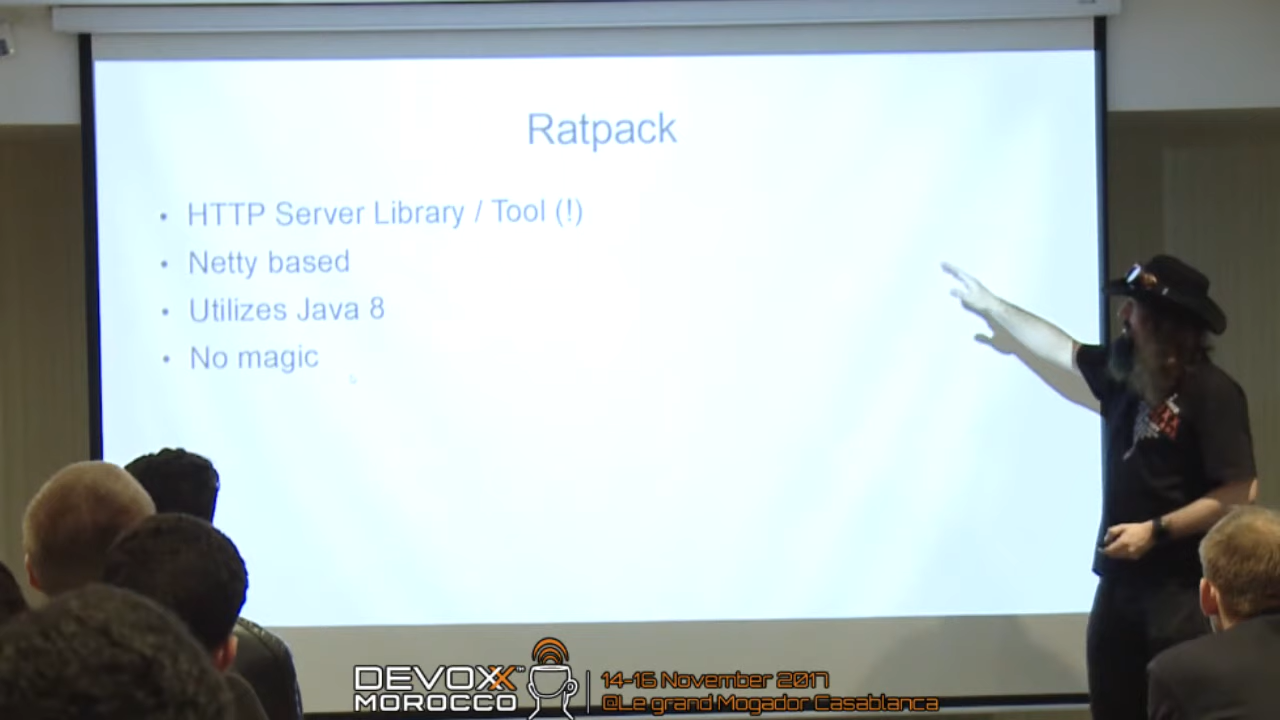 Ratpack
• HTTP Server Library / Tool (!)
• Netty based
• Utilizes Java 8
• No magic
DEVOXX™
MOROCCO
14-16 November 2017
@Le grand Mogador Casablanca